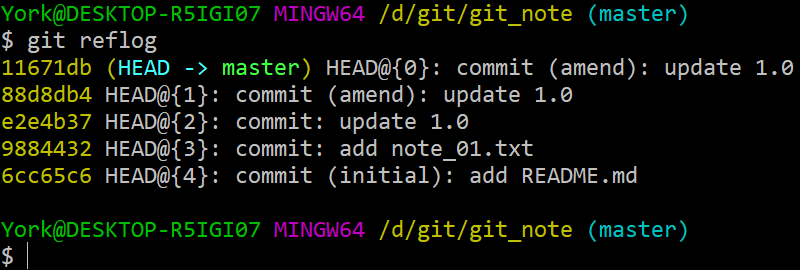 York@DESKTOP-R5IGI07 MINGW64 /d/git/git_note (master)
$ git reflog
11671db (HEAD -> master) HEAD@{0}: commit (amend): update 1.0
88d8db4 HEAD@{1}: commit (amend): update 1.0
e2e4b37 HEAD@{2}: commit: update 1.0
9884432 HEAD@{3}: commit: add note_01.txt
6cc65c6 HEAD@{4}: commit (initial): add README.md
York@DESKTOP-R5IGI07 MINGW64 /d/git/git_note (master)
$